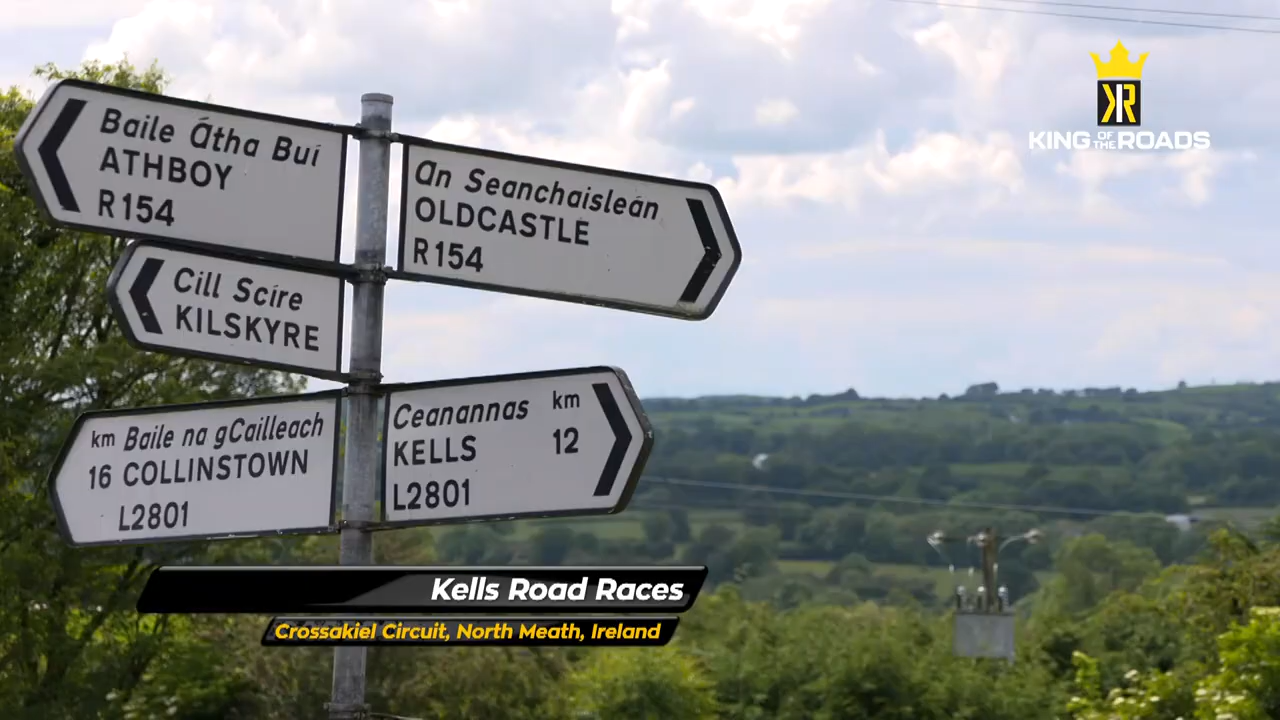 Baile Átha Buí
ATHBOY
R154
An Seanchaisleán
OLDCASTLE
R154
Cill Scíre
KILSKYRE
km Baile na gCailleach
16 COLLINSTOWN
L2801
Ceanannas km
KELLS 12
L2801
KR
KING OF THE ROADS
Kells Road Races
Crossakiel Circuit, North Meath, Ireland